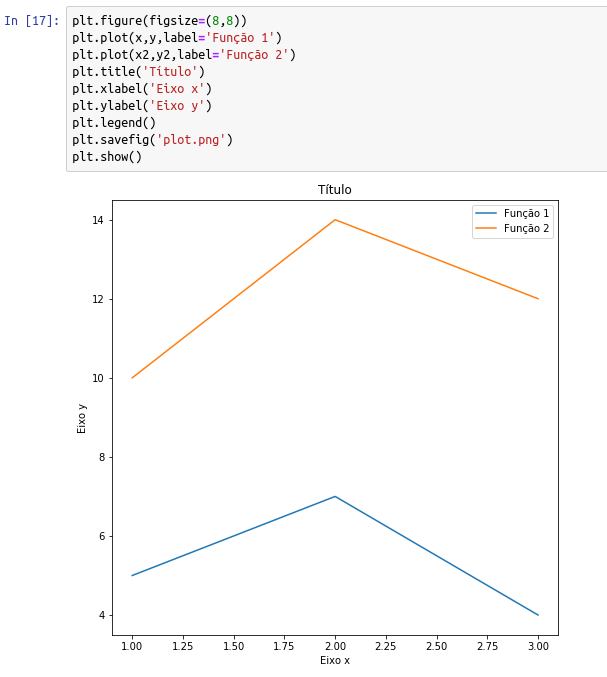 In [17]: plt.figure(figsize=(8,8))
plt.plot(x,y,label='Função 1')
plt.plot(x2,y2,label='Função 2')
plt.title('Título')
plt.xlabel('Eixo x')
plt.ylabel('Eixo y')
plt.legend()
plt.savefig('plot.png')
plt.show()
Título
Função 1
Função 2
14
12
10
8
6
4
Eixo y
1.00 1.25 1.50 1.75 2.00 2.25 2.50 2.75 3.00
Eixo x